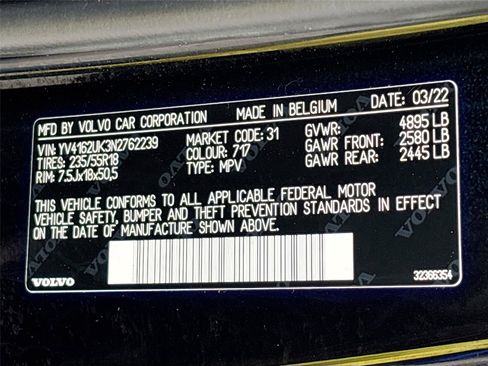 MFD BY VOLVO CAR CORPORATION MADE IN BELGIUM DATE: 03/22
VIN: YV4162UK3N2762239 MARKET CODE: 31 GVWR: 4895 LB
TIRES: 235/55R18 COLOUR: 717 GAWR FRONT: 2580 LB
RIM: 7.5Jx18x50,5 TYPE: MPV GAWR REAR: 2445 LB
THIS VEHICLE CONFORMS TO ALL APPLICABLE FEDERAL MOTOR
VEHICLE SAFETY, BUMPER AND THEFT PREVENTION STANDARDS IN EFFECT
ON THE DATE OF MANUFACTURE SHOWN ABOVE.
VOLVO 32366354